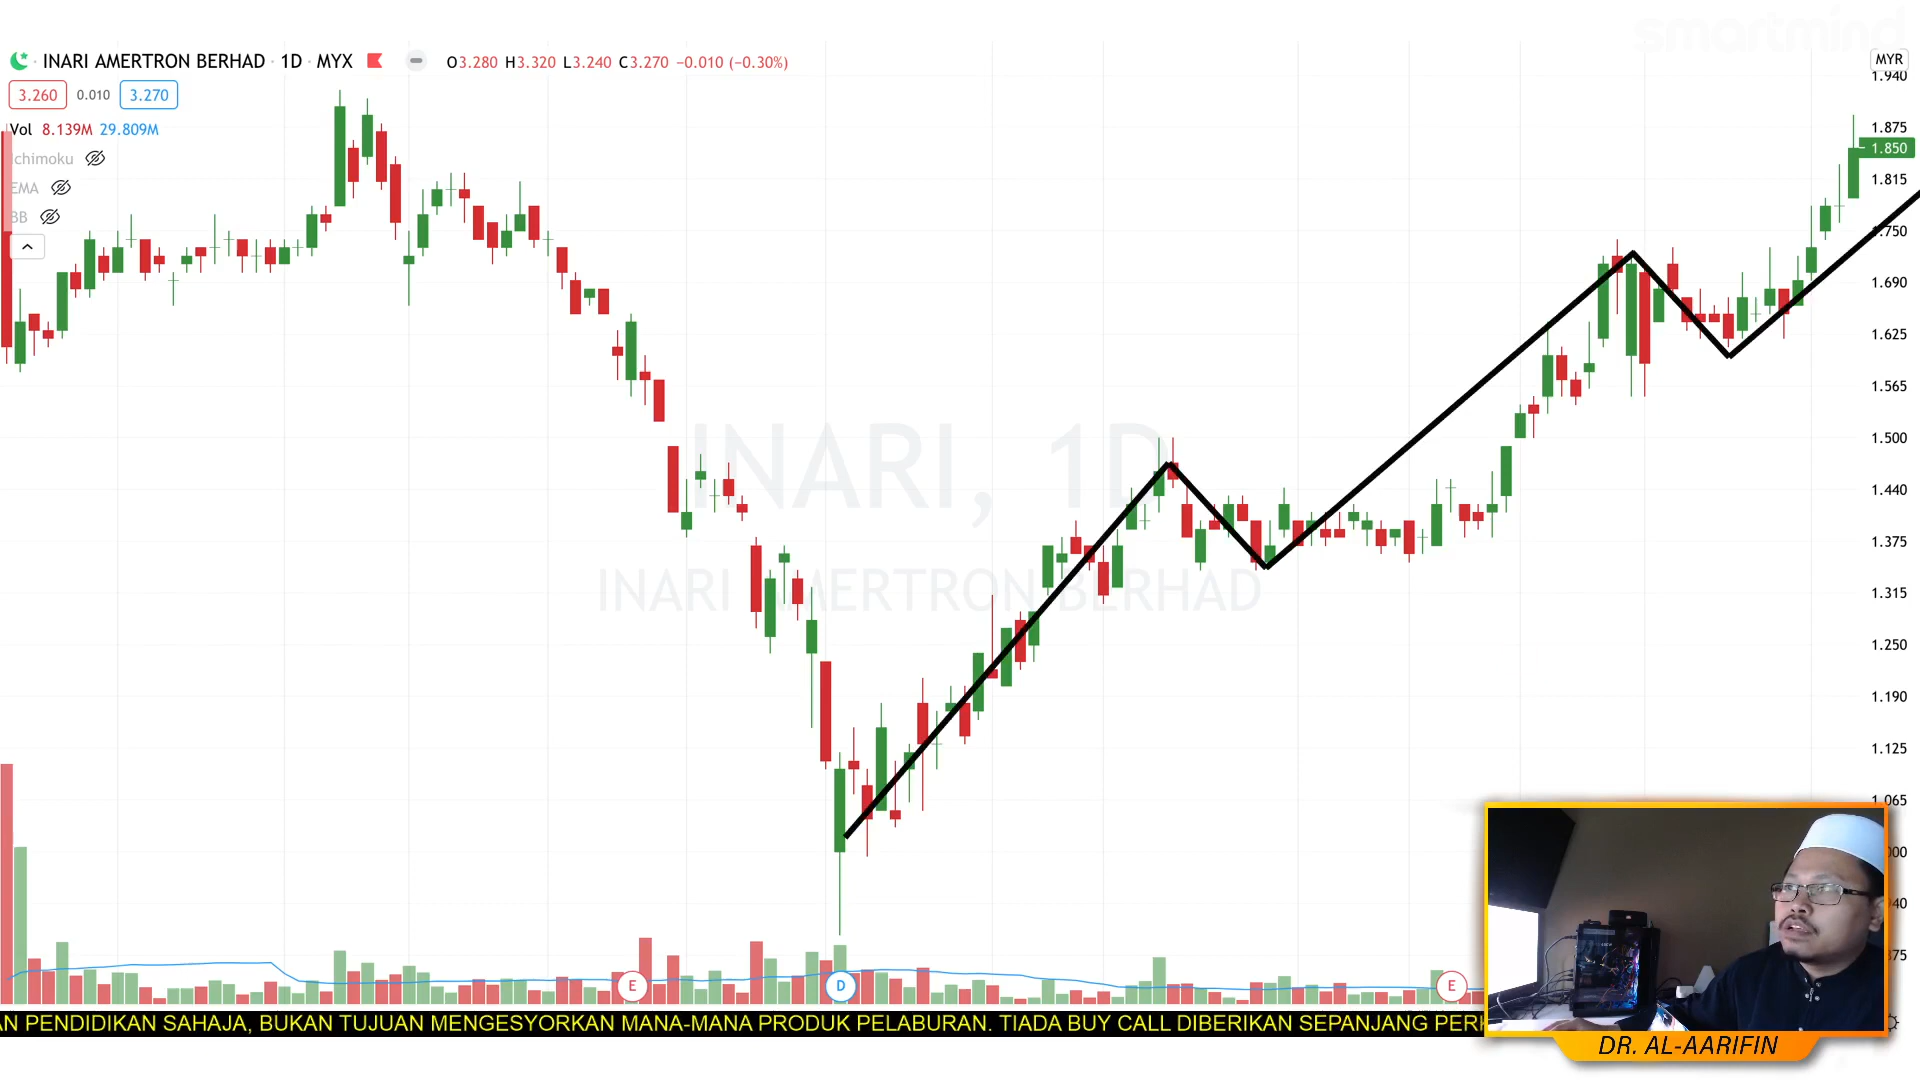 smartmind
INARI AMERTRON BERHAD · 1D · MYX O3.280 H3.320 L3.240 C3.270 −0.010 (−0.30%)
MYR
3.260 0.010 3.270
Vol 8.139M 29.809M
Ichimoku
EMA
BB
1.940
1.875
1.850
1.815
1.750
1.690
1.625
1.565
1.500
1.440
1.375
1.315
1.250
1.190
1.125
1.065
INARI, 1D
INARI AMERTRON BERHAD
E
D
E
AN PENDIDIKAN SAHAJA, BUKAN TUJUAN MENGESYORKAN MANA-MANA PRODUK PELABURAN. TIADA BUY CALL DIBERIKAN SEPANJANG
DR. AL-AARIFIN